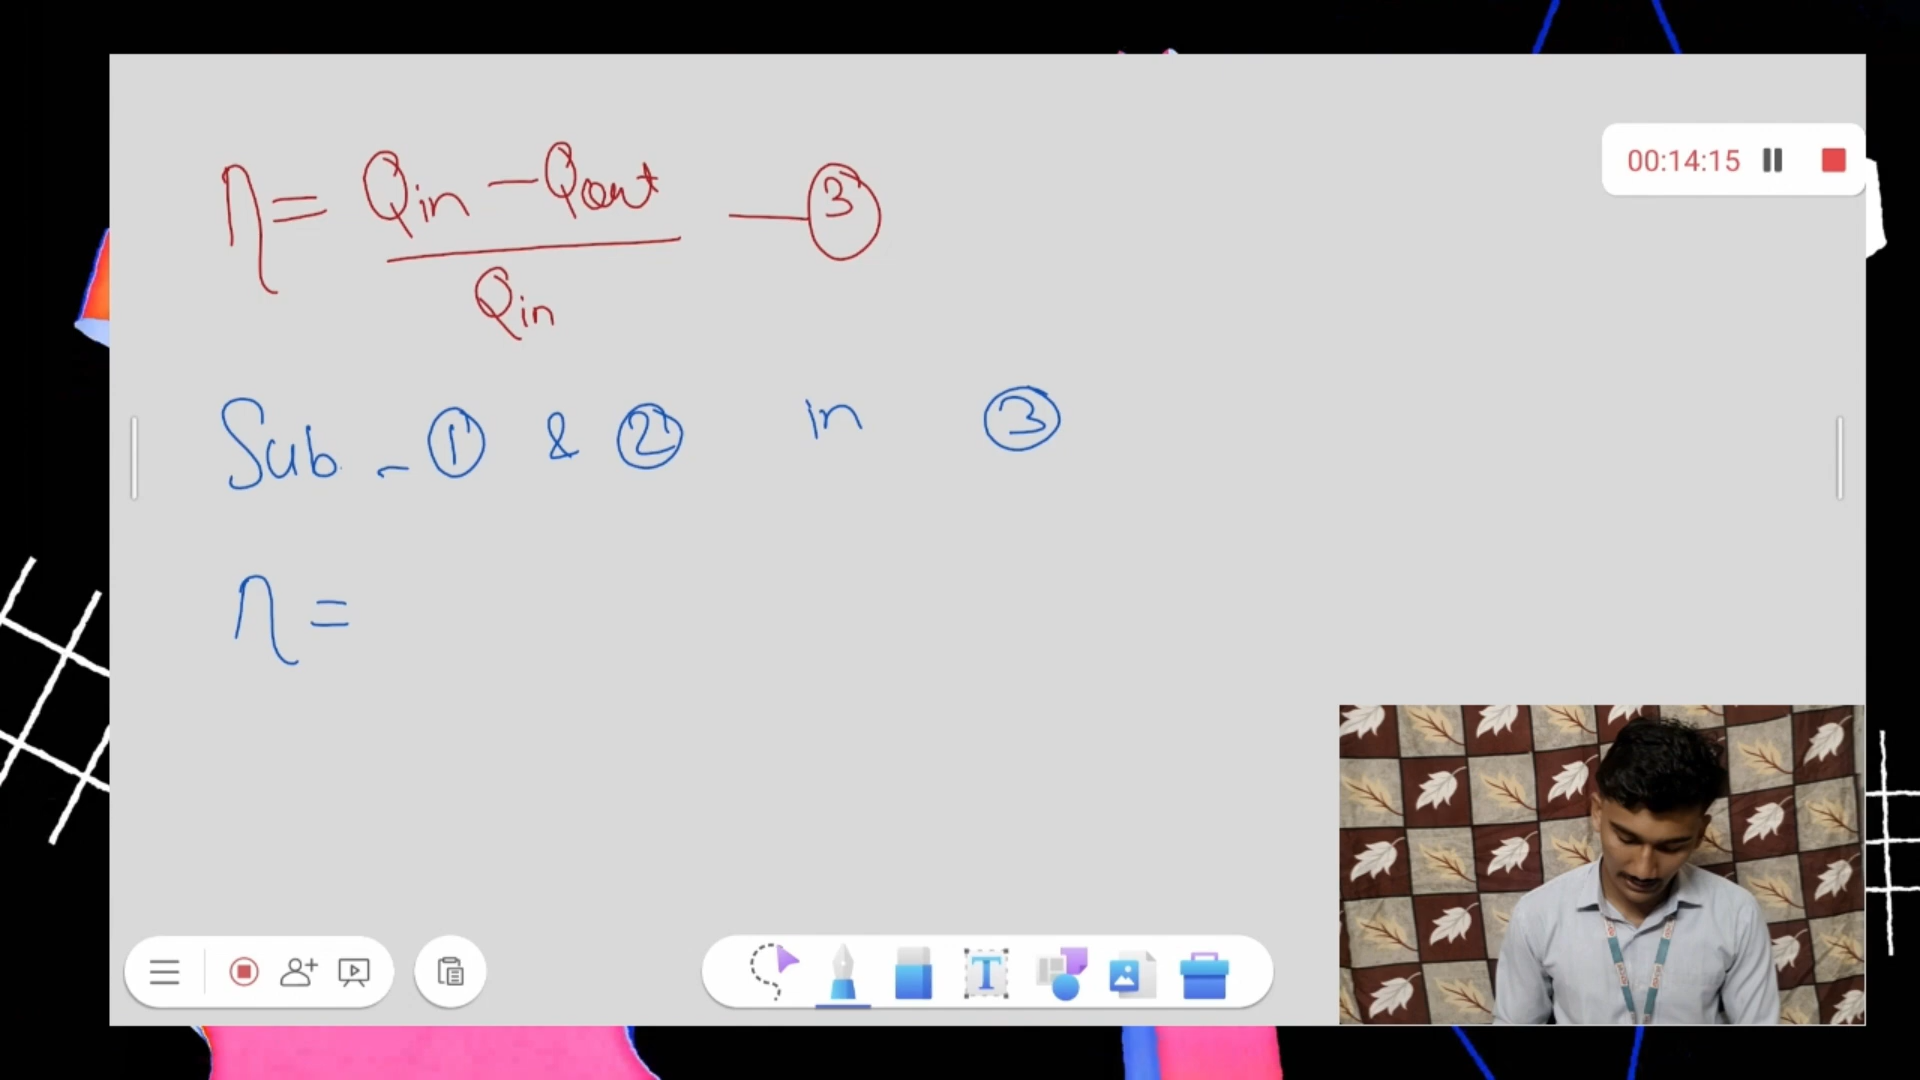 η = Qin - Qout — ③
Qin
00:14:15
Sub - ① & ② in ③
η =
T